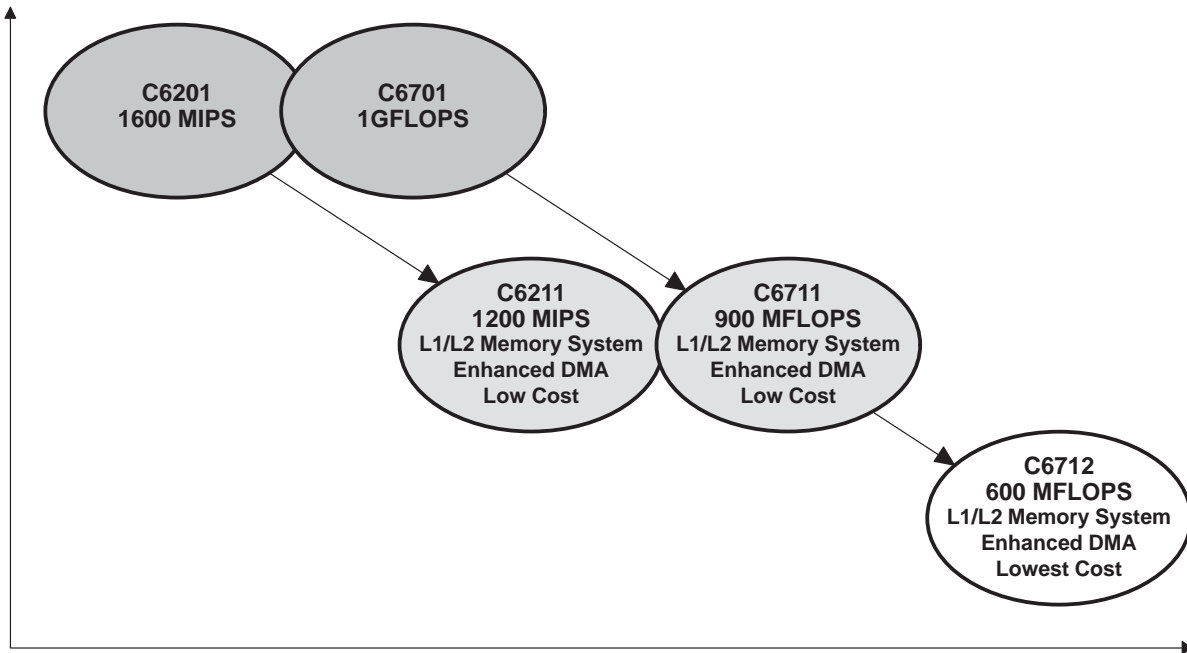 C6201
1600 MIPS
C6701
1GFLOPS
C6211
1200 MIPS
L1/L2 Memory System
Enhanced DMA
Low Cost
C6711
900 MFLOPS
L1/L2 Memory System
Enhanced DMA
Low Cost
C6712
600 MFLOPS
L1/L2 Memory System
Enhanced DMA
Lowest Cost